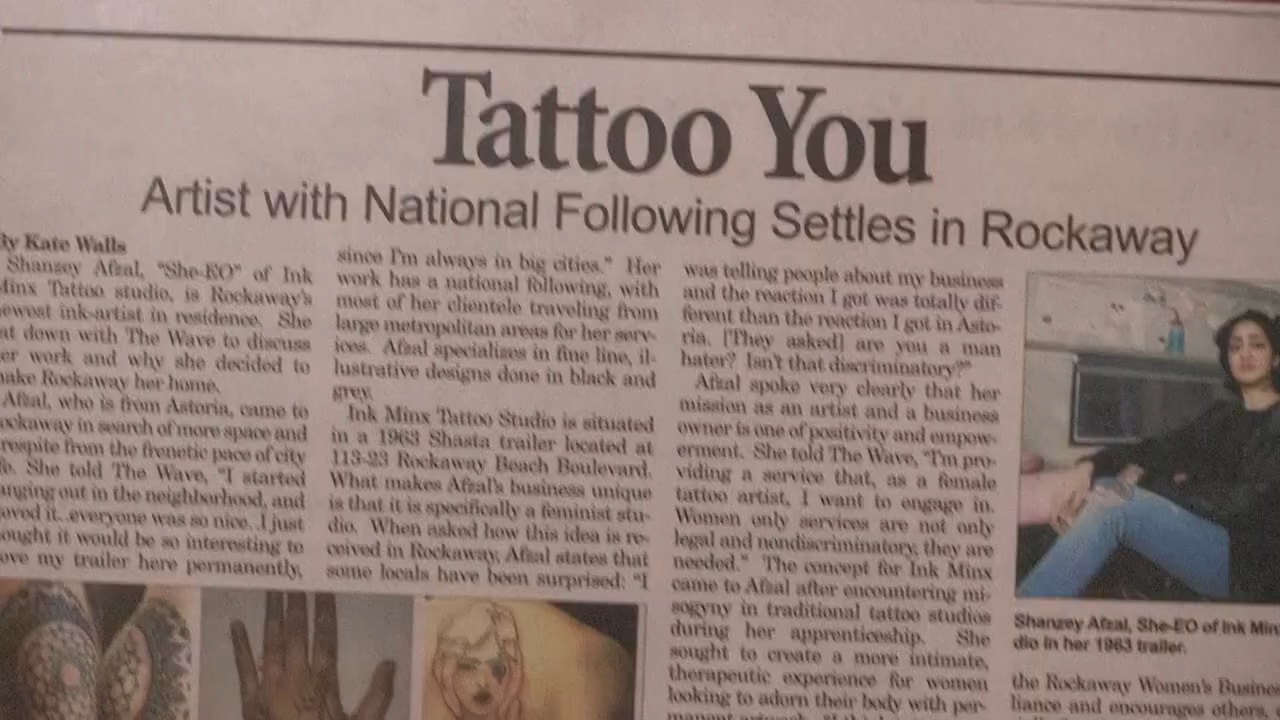 Tattoo You
Artist with National Following Settles in Rockaway
By Kate Walls
Shanzey Afzal, "She-EO" of Ink
Minx Tattoo studio, is Rockaway's
ewest ink-artist in residence. She
at down with The Wave to discuss
er work and why she decided to
ake Rockaway her home.
Afzal, who is from Astoria, came to
ockaway in search of more space and
respite from the frenetic pace of city
fe. She told The Wave, "I started
anging out in the neighborhood, and
oved it...everyone was so nice...I just
ought it would be so interesting to
ove my trailer here permanently,
since I'm always in big cities." Her
work has a national following, with
most of her clientele traveling from
large metropolitan areas for her serv-
ices. Afzal specializes in fine line, il-
lustrative designs done in black and
grey.
Ink Minx Tattoo Studio is situated
in a 1963 Shasta trailer located at
113-23 Rockaway Beach Boulevard.
What makes Afzal's business unique
is that it is specifically a feminist stu-
dio. When asked how this idea is re-
ceived in Rockaway, Afzal states that
some locals have been surprised: "I
was telling people about my business
and the reaction I got was totally dif-
ferent than the reaction I got in Asto-
ria. [They asked] are you a man
hater? Isn't that discriminatory?"
Afzal spoke very clearly that her
mission as an artist and a business
owner is one of positivity and empow-
erment. She told The Wave, "I'm pro-
viding a service that, as a female
tattoo artist, I want to engage in.
Women only services are not only
legal and nondiscriminatory, they are
needed." The concept for Ink Minx
came to Afzal after encountering mi-
sogyny in traditional tattoo studios
during her apprenticeship. She
sought to create a more intimate,
therapeutic experience for women
looking to adorn their body with per-
Shanzey Afzal, She-EO of Ink Min
dio in her 1963 trailer.
the Rockaway Women's Busines
liance and encourages others,